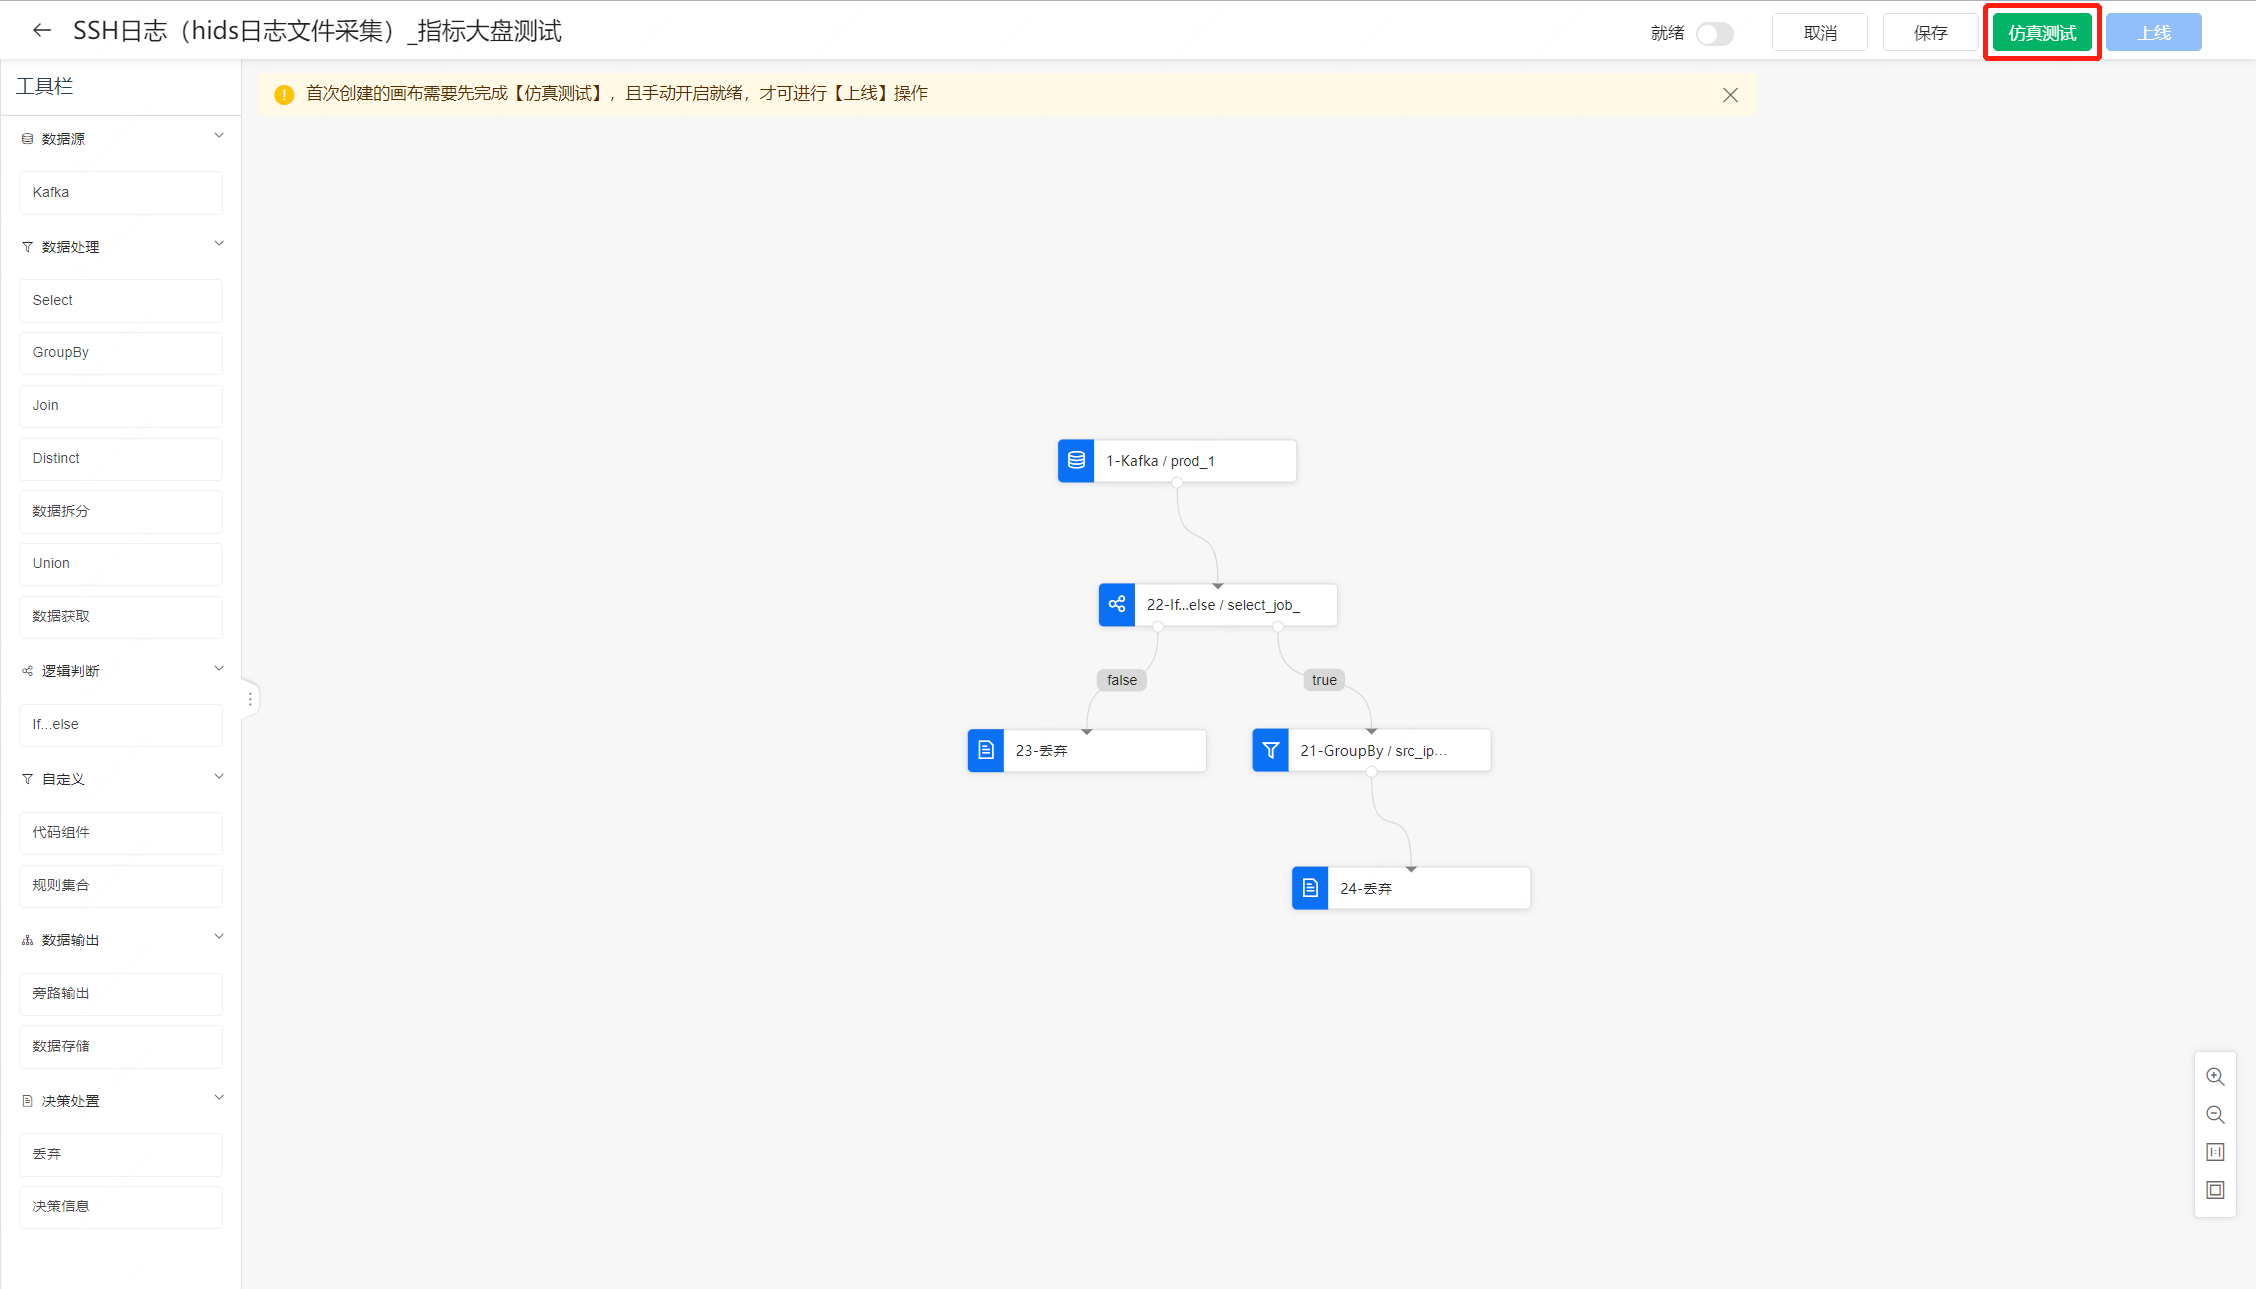 SSH日志（hids日志文件采集）_指标大盘测试
就绪
取消
保存
仿真测试
上线
工具栏
首次创建的画布需要先完成【仿真测试】，且手动开启就绪，才可进行【上线】操作
数据源
Kafka
数据处理
Select
GroupBy
Join
Distinct
数据拆分
Union
数据获取
逻辑判断
If...else
自定义
代码组件
规则集合
数据输出
旁路输出
数据存储
决策处置
丢弃
决策信息
1-Kafka / prod_1
22-If...else / select_job_
false
true
23-丢弃
21-GroupBy / src_ip...
24-丢弃